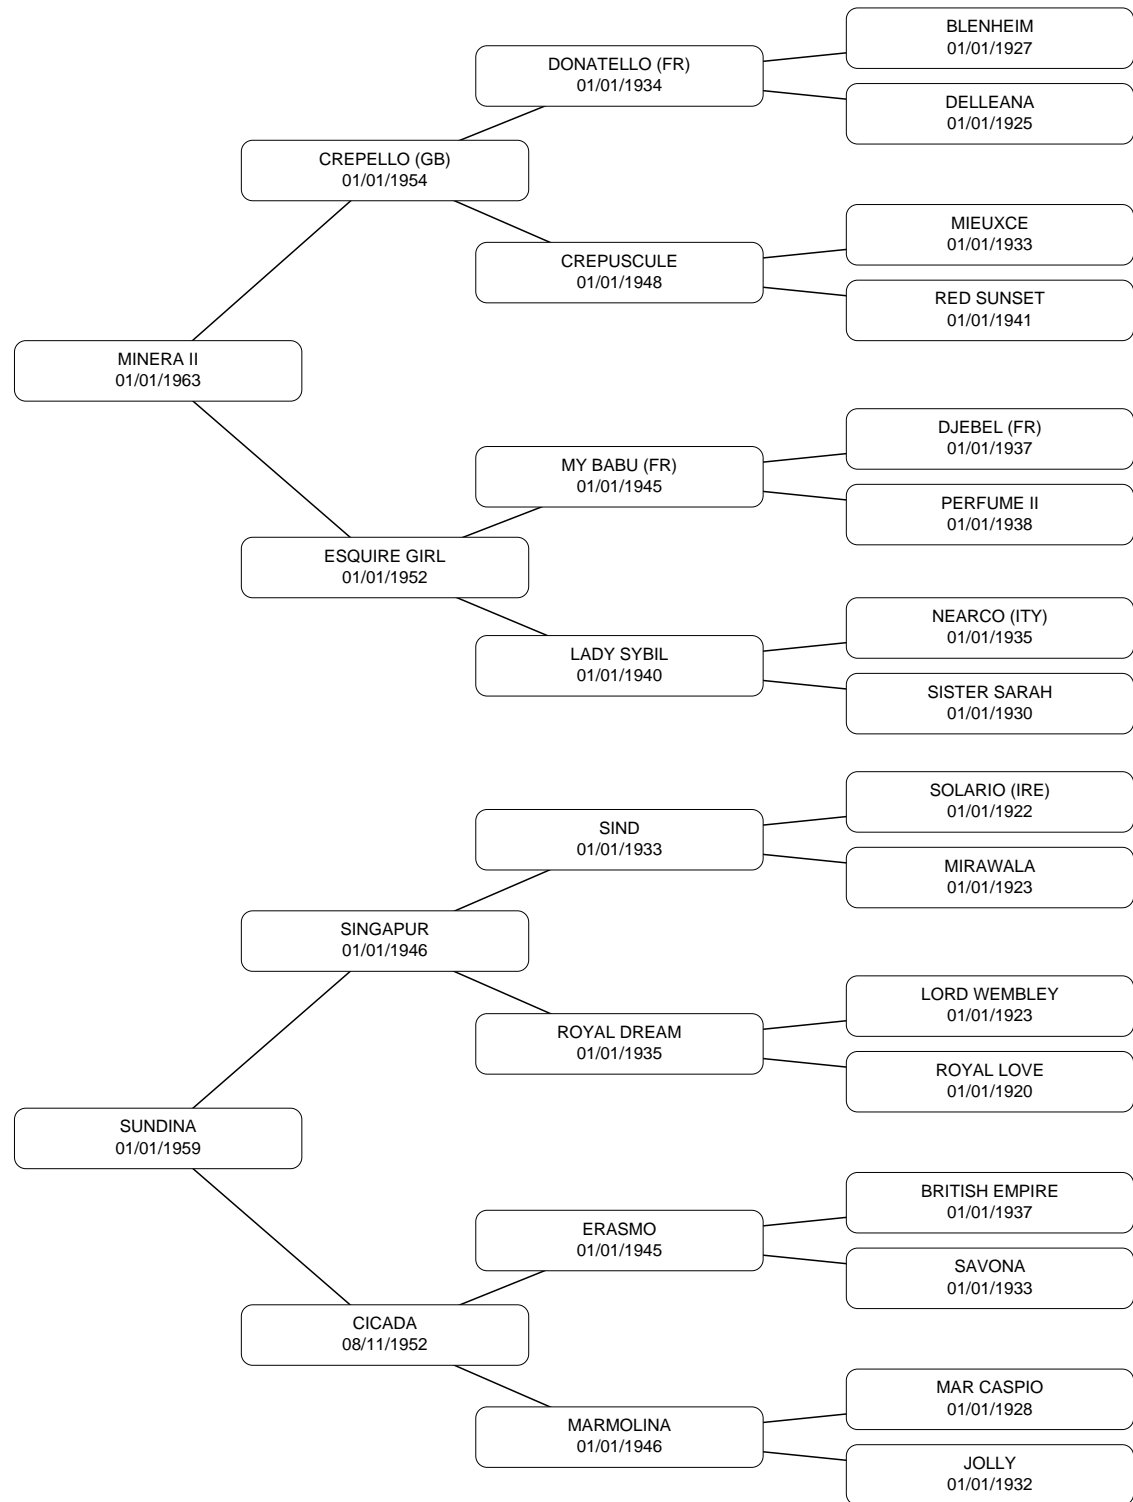 BLENHEIM
01/01/1927
DONATELLO (FR)
01/01/1934
DELLEANA
01/01/1925
CREPELLO (GB)
01/01/1954
MIEUXCE
01/01/1933
CREPUSCULE
01/01/1948
RED SUNSET
01/01/1941
MINERA II
01/01/1963
DJEBEL (FR)
01/01/1937
MY BABU (FR)
01/01/1945
PERFUME II
01/01/1938
ESQUIRE GIRL
01/01/1952
NEARCO (ITY)
01/01/1935
LADY SYBIL
01/01/1940
SISTER SARAH
01/01/1930
SOLARIO (IRE)
01/01/1922
SIND
01/01/1933
MIRAWALA
01/01/1923
SINGAPUR
01/01/1946
LORD WEMBLEY
01/01/1923
ROYAL DREAM
01/01/1935
ROYAL LOVE
01/01/1920
SUNDINA
01/01/1959
BRITISH EMPIRE
01/01/1937
ERASMO
01/01/1945
SAVONA
01/01/1933
CICADA
08/11/1952
MAR CASPIO
01/01/1928
MARMOLINA
01/01/1946
JOLLY
01/01/1932